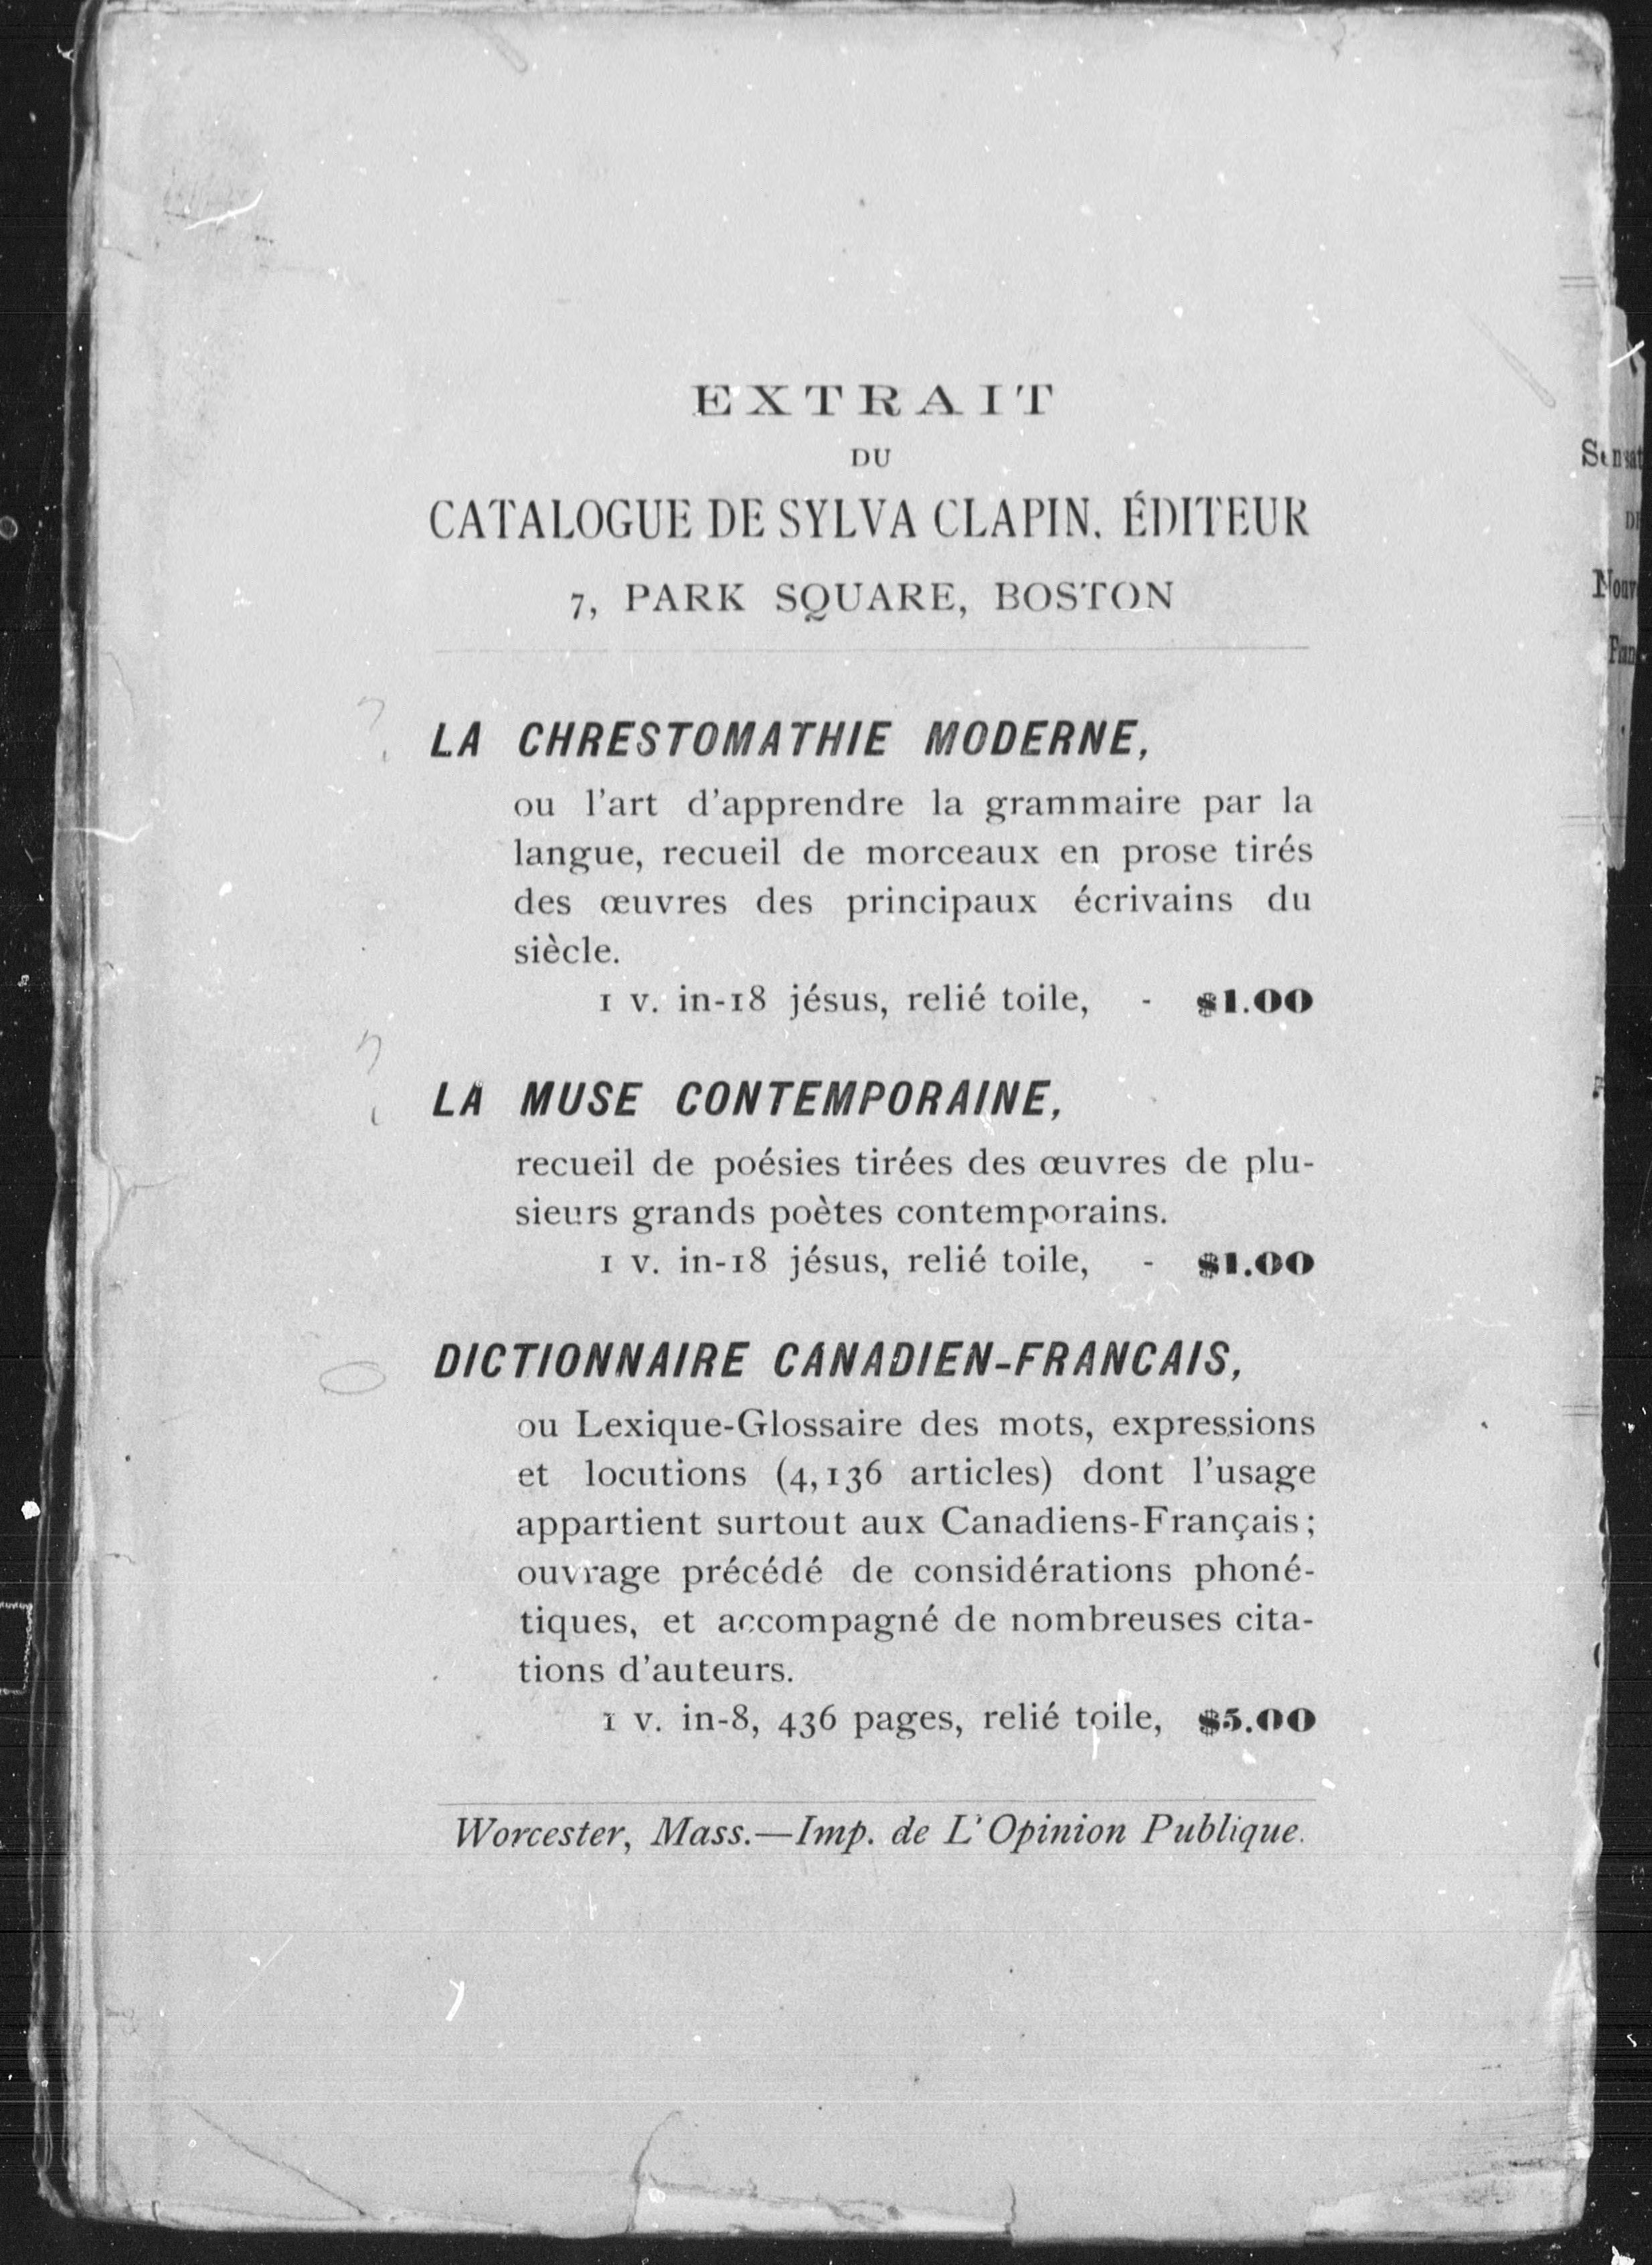 EXTRAIT
DU
CATALOGUE DE SYLVA CLAPIN, ÉDITEUR
7, PARK SQUARE, BOSTON
LA CHRESTOMATHIE MODERNE,
ou l'art d'apprendre la grammaire par la
langue, recueil de morceaux en prose tirés
des œuvres des principaux écrivains du
siècle.
1 v. in-18 jésus, relié toile, - $1.00
LA MUSE CONTEMPORAINE,
recueil de poésies tirées des œuvres de plu-
sieurs grands poètes contemporains.
1 v. in-18 jésus, relié toile, - $1.00
DICTIONNAIRE CANADIEN-FRANCAIS,
ou Lexique-Glossaire des mots, expressions
et locutions (4,136 articles) dont l'usage
appartient surtout aux Canadiens-Français;
ouvrage précédé de considérations phoné-
tiques, et accompagné de nombreuses cita-
tions d'auteurs.
1 v. in-8, 436 pages, relié toile, $5.00
Worcester, Mass.—Imp. de L'Opinion Publique.